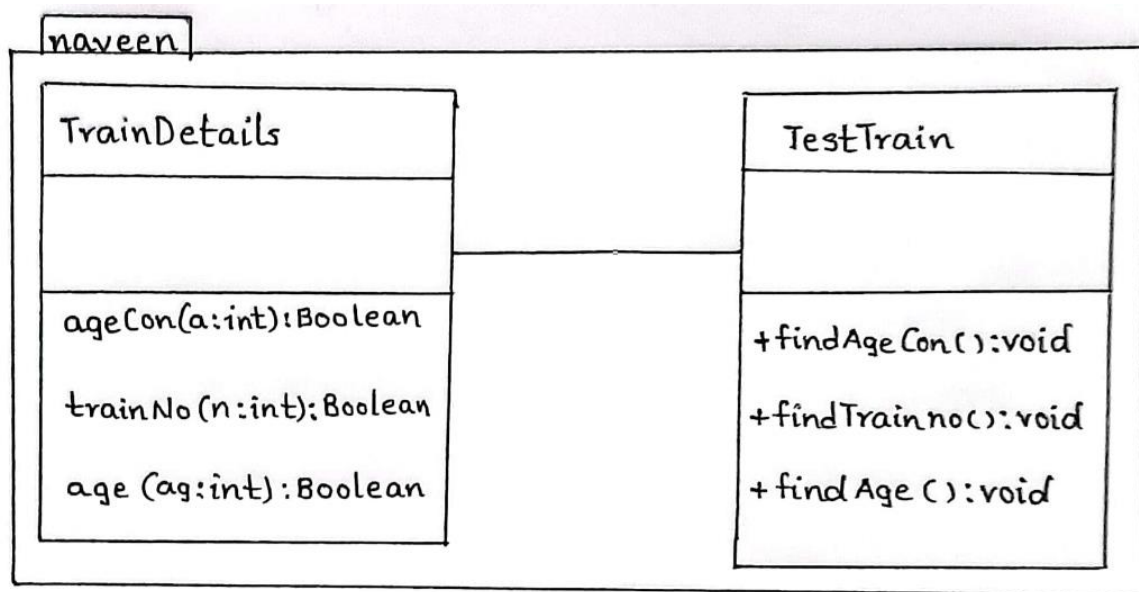 naveen
TrainDetails
ageCon(a:int):Boolean
trainNo(n:int):Boolean
age (ag:int):Boolean
TestTrain
+findAgeCon():void
+findTrainno():void
+findAge():void